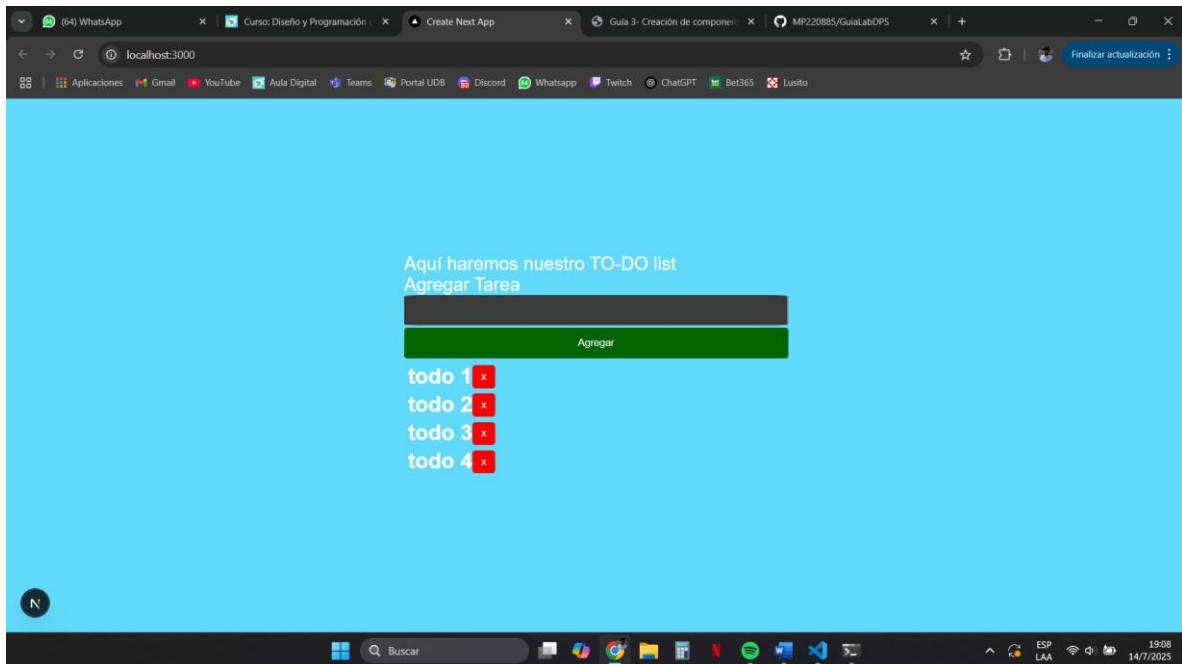 (64) WhatsApp
Curso: Diseño y Programación
Create Next App
Guía 3- Creación de componen
MP220885/GuiaLabDPS
localhost:3000
Finalizar actualización
Aplicaciones Gmail YouTube Aula Digital Teams Portal UDB Discord Whatsapp Twitch ChatGPT Bet365 Lusito
Aquí haremos nuestro TO-DO list
Agregar Tarea
Agregar
todo 1 x
todo 2 x
todo 3 x
todo 4 x
N
Buscar
ESP
LAA
19:08
14/7/2025